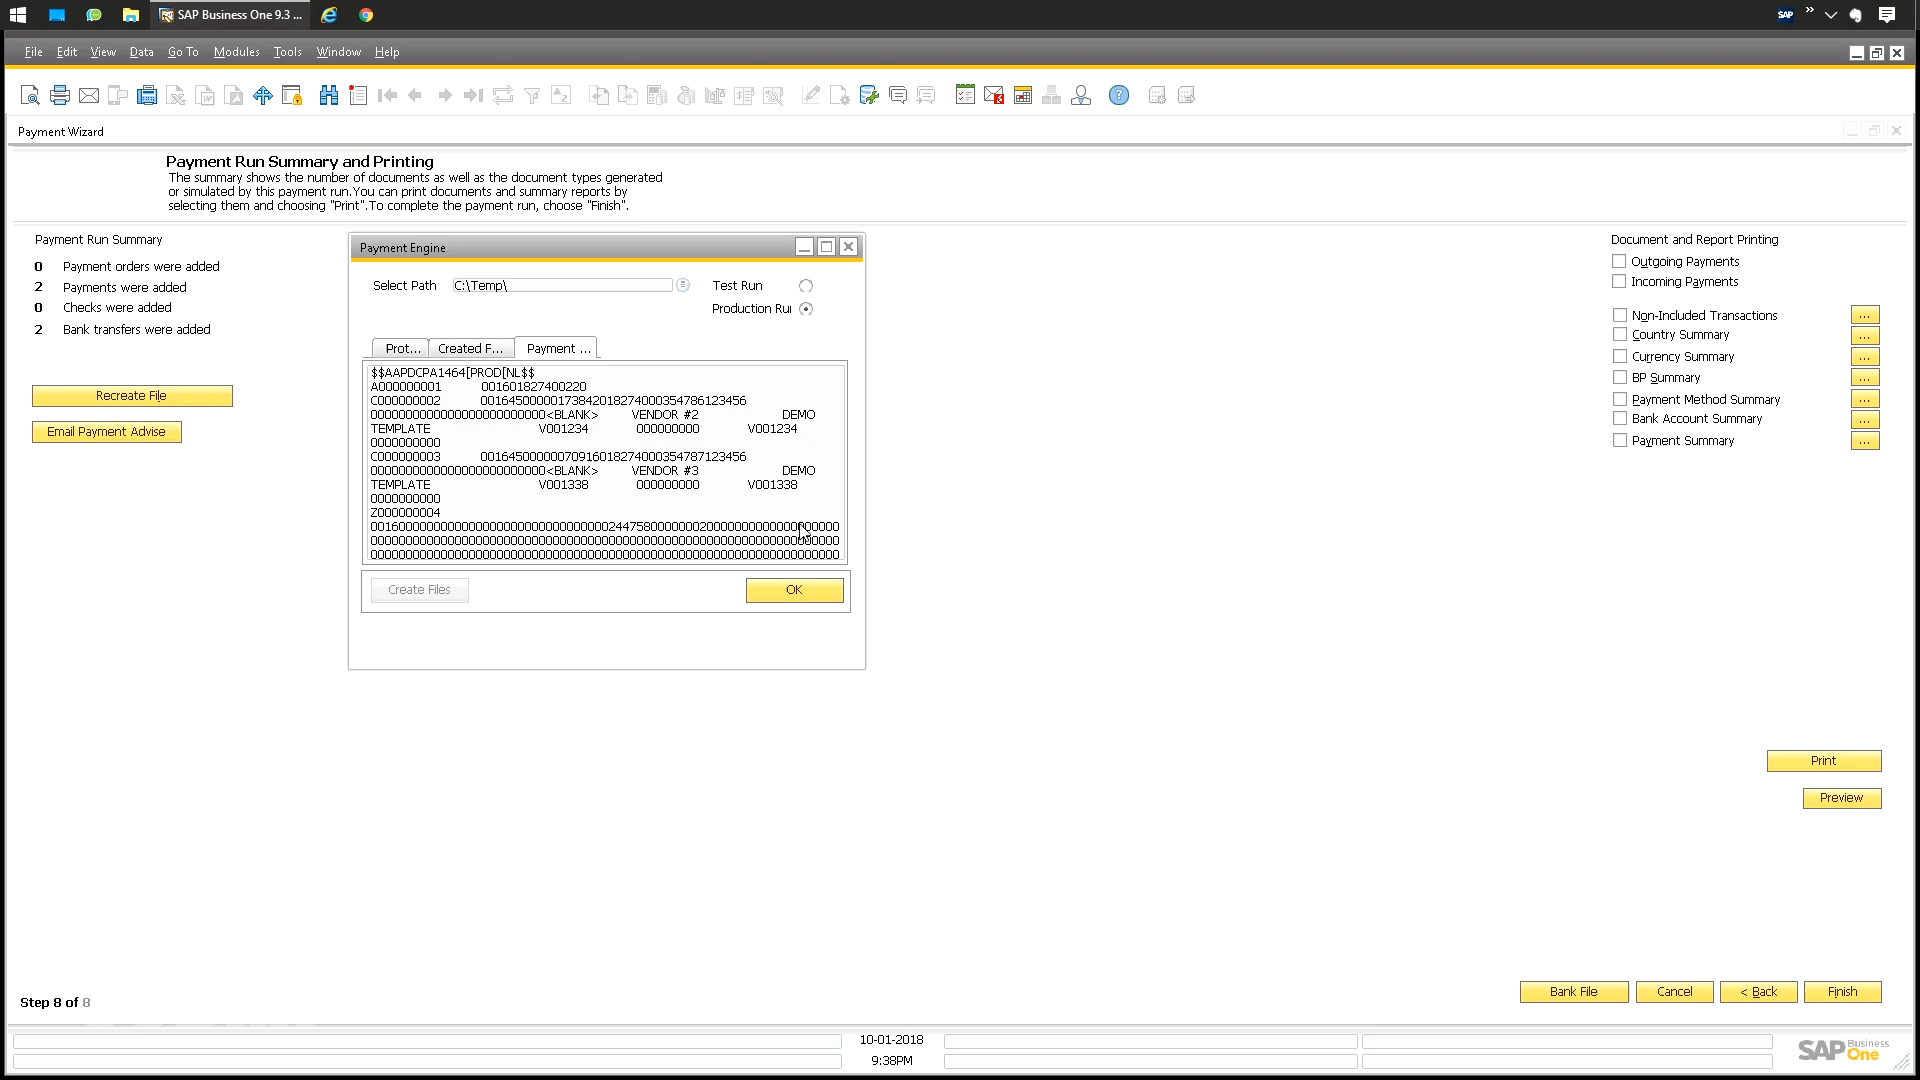 SAP Business One 9.3 ...
SAP
File Edit View Data Go To Modules Tools Window Help
Payment Wizard
Payment Run Summary and Printing
The summary shows the number of documents as well as the document types generated
or simulated by this payment run.You can print documents and summary reports by
selecting them and choosing "Print".To complete the payment run, choose "Finish".
Payment Run Summary
0 Payment orders were added
2 Payments were added
0 Checks were added
2 Bank transfers were added
Recreate File
Email Payment Advise
Payment Engine
Select Path C:\Temp\ Test Run
Production Rui
Prot... Created F... Payment ...
$$AAPDCPA1464[PROD[NL$$
A000000001 001601827400220
C000000002 00164500000173842018274000354786123456
0000000000000000000000000<BLANK> VENDOR #2 DEMO
TEMPLATE V001234 000000000 V001234
0000000000
C000000003 00164500000070916018274000354787123456
0000000000000000000000000<BLANK> VENDOR #3 DEMO
TEMPLATE V001338 000000000 V001338
0000000000
Z000000004
Create Files OK
Document and Report Printing
Outgoing Payments
Incoming Payments
Non-Included Transactions ...
Country Summary ...
Currency Summary ...
BP Summary ...
Payment Method Summary ...
Bank Account Summary ...
Payment Summary ...
Print
Preview
Step 8 of 8
Bank File Cancel < Back Finish
10-01-2018
9:38PM
SAP Business One